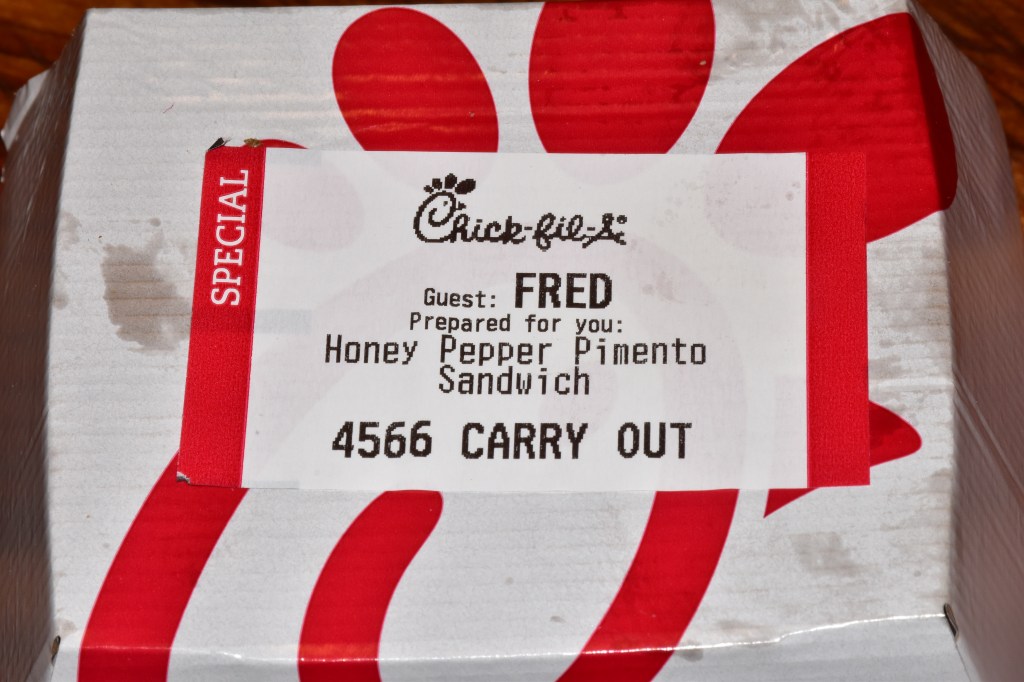 SPECIAL
Chick-fil-A
Guest: FRED
Prepared for you:
Honey Pepper Pimento
Sandwich
4566 CARRY OUT